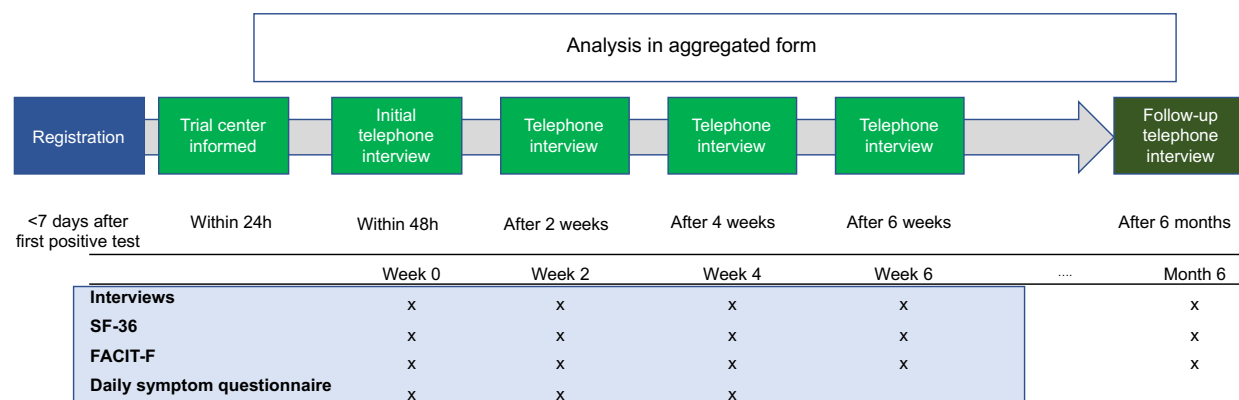 Analysis in aggregated form
Registration
Trial center
informed
Initial
telephone
interview
Telephone
interview
Telephone
interview
Telephone
interview
Follow-up
telephone
interview
<7 days after
first positive test
Within 24h
Within 48h
After 2 weeks
After 4 weeks
After 6 weeks
After 6 months
Week 0 Week 2 Week 4 Week 6 .... Month 6
Interviews x x x x x
SF-36 x x x x x
FACIT-F x x x x x
Daily symptom questionnaire x x x